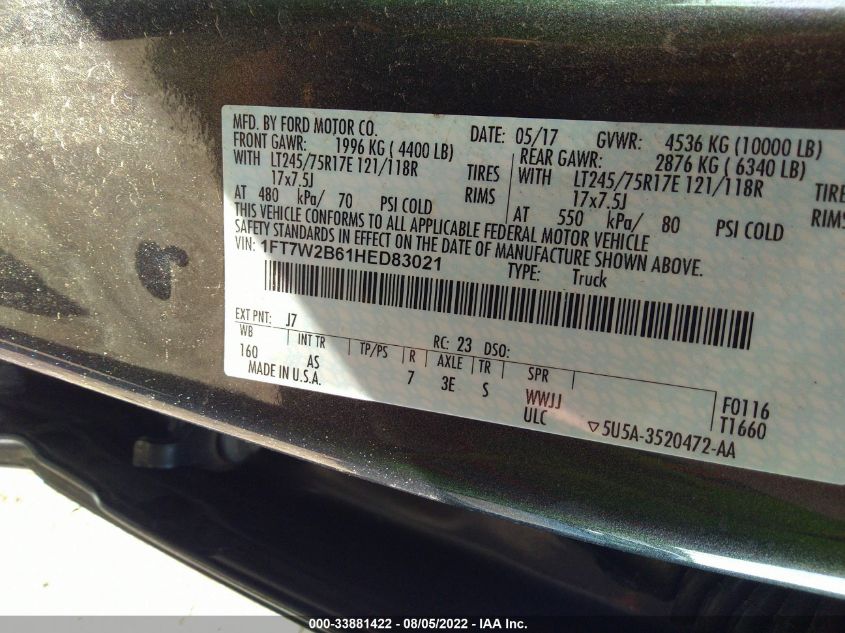 MFD. BY FORD MOTOR CO. DATE: 05/17 GVWR: 4536 KG (10000 LB)
FRONT GAWR: 1996 KG ( 4400 LB) REAR GAWR: 2876 KG ( 6340 LB)
WITH LT245/75R17E 121/118R TIRES WITH LT245/75R17E 121/118R TIRE
17x7.5J RIMS 17x7.5J RIMS
AT 480 kPa/ 70 PSI COLD AT 550 kPa/ 80 PSI COLD
THIS VEHICLE CONFORMS TO ALL APPLICABLE FEDERAL MOTOR VEHICLE
SAFETY STANDARDS IN EFFECT ON THE DATE OF MANUFACTURE SHOWN ABOVE.
VIN: 1FT7W2B61HED83021 TYPE: Truck
EXT PNT: J7 RC: 23 DSO:
WB INT TR TP/PS R AXLE TR SPR
160 AS 7 3E S WWJJ F0116
MADE IN U.S.A. ULC T1660
▽5U5A-3520472-AA
000-33881422 - 08/05/2022 - IAA Inc.